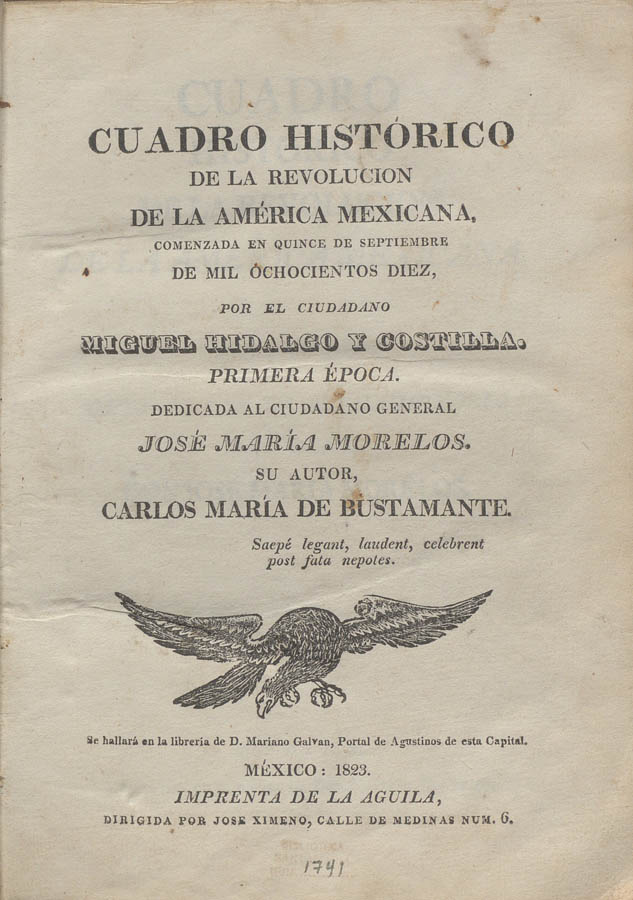 CUADRO HISTÓRICO
DE LA REVOLUCION
DE LA AMÉRICA MEXICANA,
COMENZADA EN QUINCE DE SEPTIEMBRE
DE MIL OCHOCIENTOS DIEZ,
POR EL CIUDADANO
MIGUEL HIDALGO Y COSTILLA.
PRIMERA ÉPOCA.
DEDICADA AL CIUDADANO GENERAL
JOSÉ MARÍA MORELOS.
SU AUTOR,
CARLOS MARÍA DE BUSTAMANTE.
Saepé legant, laudent, celebrent
post fata nepotes.
Se hallará en la librería de D. Mariano Galvan, Portal de Agustinos de esta Capital.
MÉXICO: 1823.
IMPRENTA DE LA AGUILA,
DIRIGIDA POR JOSE XIMENO, CALLE DE MEDINAS NUM. 6.
1741